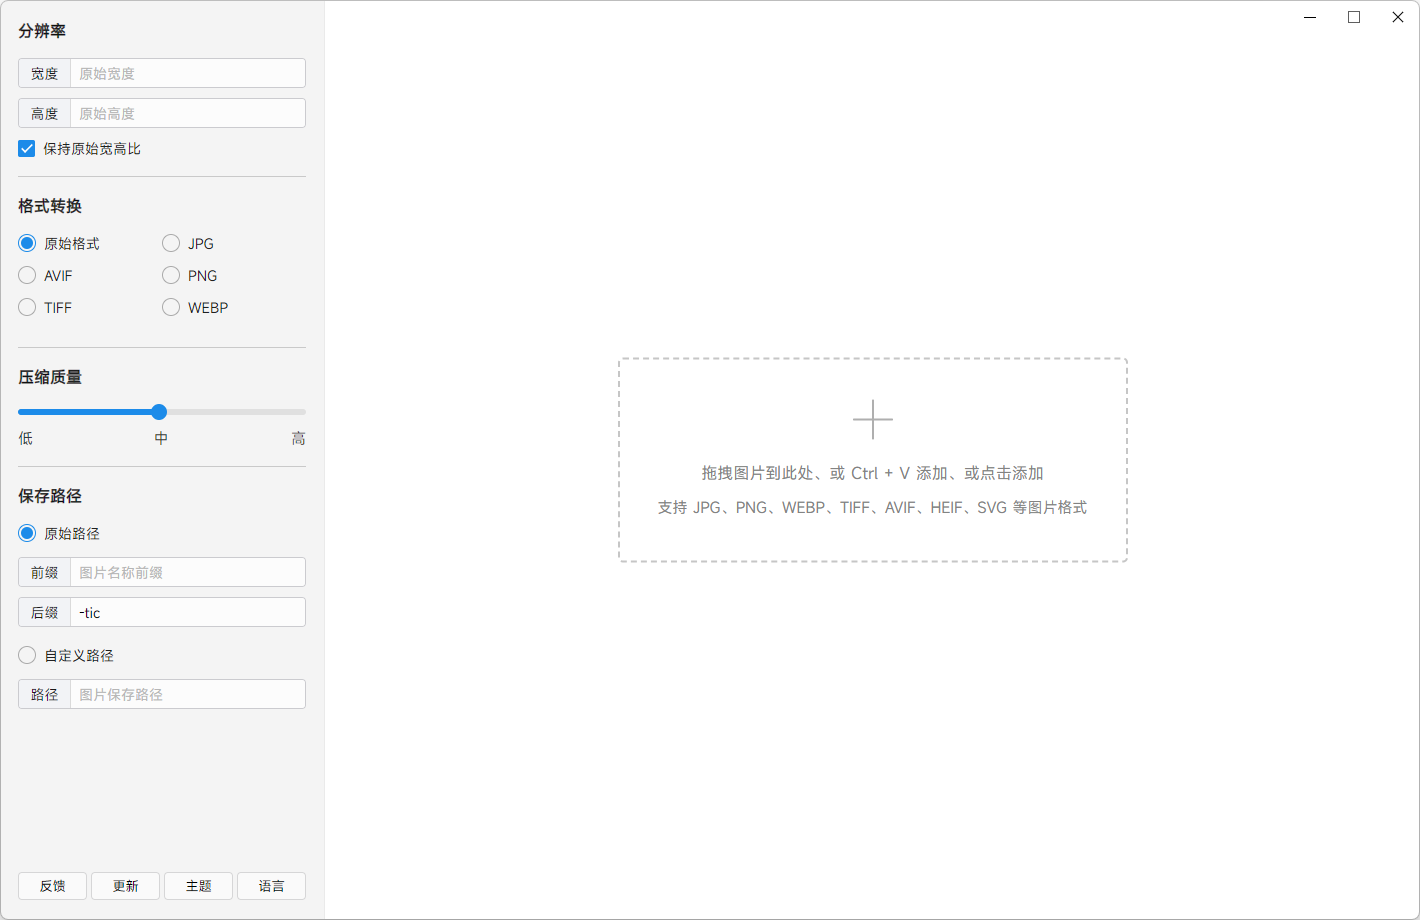 分辨率
宽度 原始宽度
高度 原始高度
保持原始宽高比
格式转换
原始格式 JPG
AVIF PNG
TIFF WEBP
压缩质量
低 中 高
保存路径
原始路径
前缀 图片名称前缀
后缀 -tic
自定义路径
路径 图片保存路径
反馈 更新 主题 语言
拖拽图片到此处、或 Ctrl + V 添加、或点击添加
支持 JPG、PNG、WEBP、TIFF、AVIF、HEIF、SVG 等图片格式